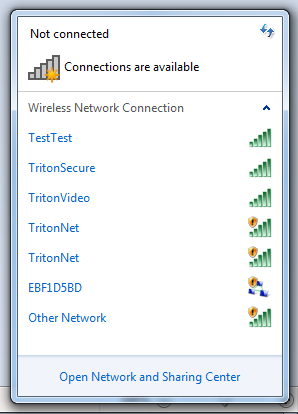 Not connected
Connections are available
Wireless Network Connection
TestTest
TritonSecure
TritonVideo
TritonNet
TritonNet
EBF1D5BD
Other Network
Open Network and Sharing Center